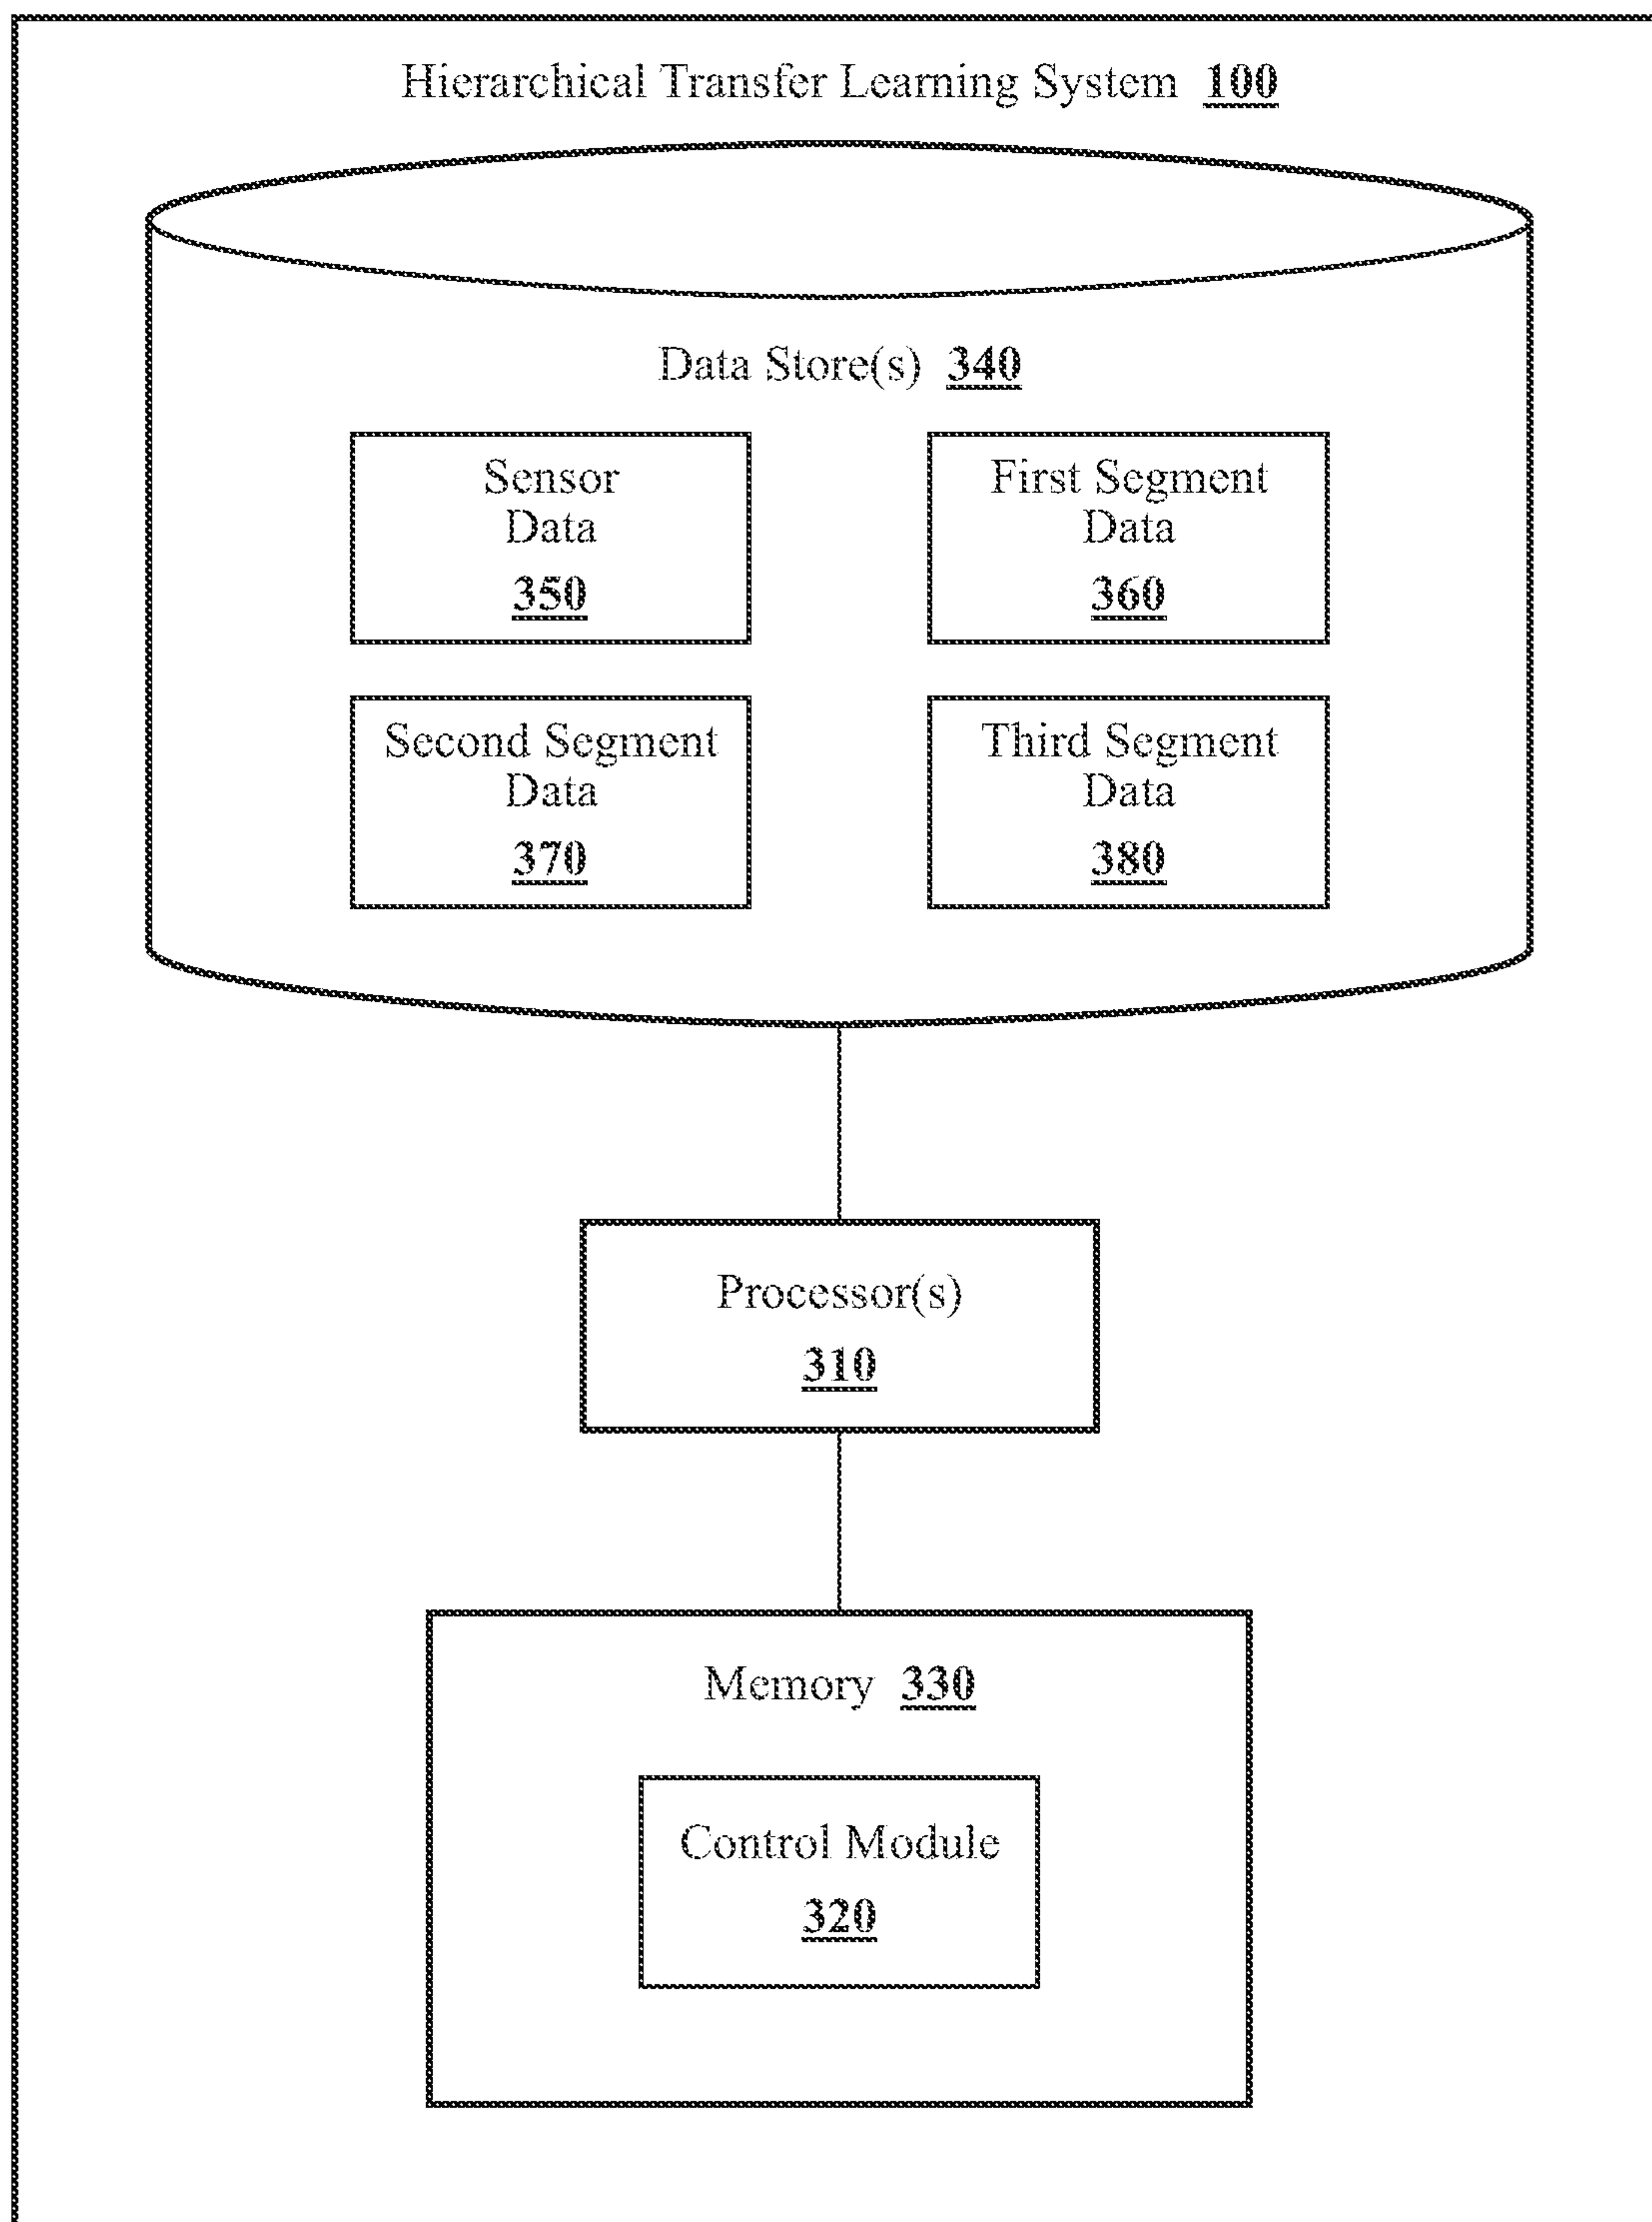 Hierarchical Transfer Learning System 100
Data Store(s) 340
Sensor
Data
350
First Segment
Data
360
Second Segment
Data
370
Third Segment
Data
380
Processor(s)
310
Memory 330
Control Module
320